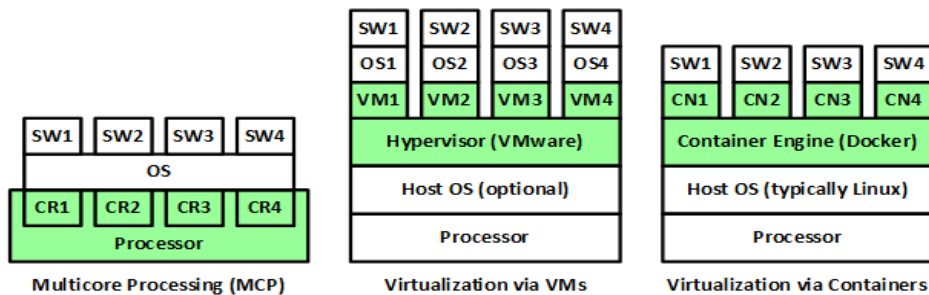 SW1 SW2 SW3 SW4
OS
CR1 CR2 CR3 CR4
Processor
Multicore Processing (MCP)
SW1 SW2 SW3 SW4
OS1 OS2 OS3 OS4
VM1 VM2 VM3 VM4
Hypervisor (VMware)
Host OS (optional)
Processor
Virtualization via VMs
SW1 SW2 SW3 SW4
CN1 CN2 CN3 CN4
Container Engine (Docker)
Host OS (typically Linux)
Processor
Virtualization via Containers